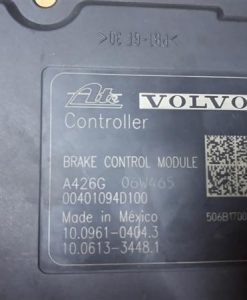 Ate VOLVO
Controller
BRAKE CONTROL MODULE
A426G 06W465
00401094D100
Made in México
10.0961-0404.3
10.0613-3448.1